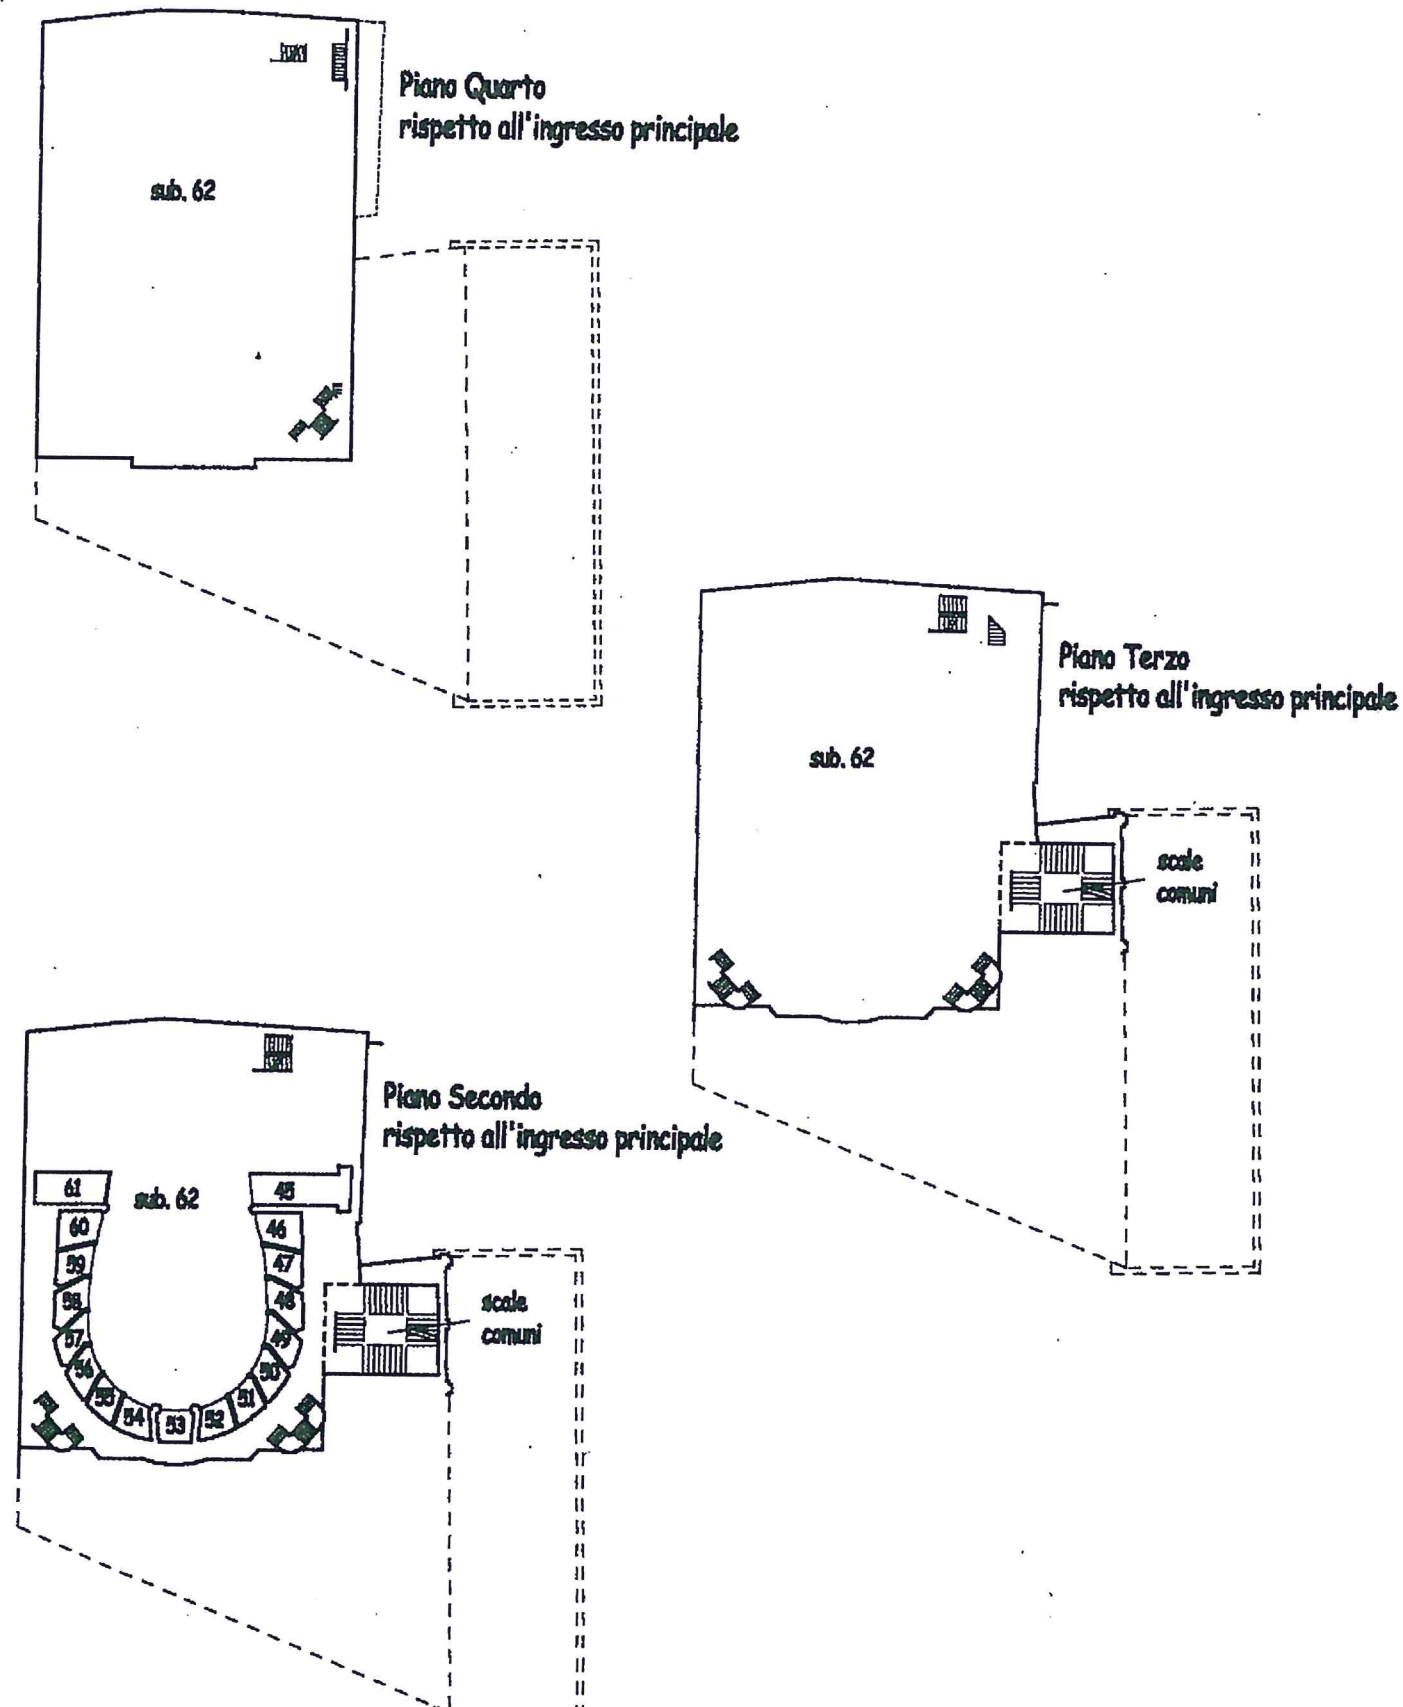 Piano Quarto
rispetto all'ingresso principale
sub. 62
Piano Terzo
rispetto all'ingresso principale
sub. 62
scale
comuni
Piano Secondo
rispetto all'ingresso principale
61
sub. 62
45
60
46
59
47
58
48
57
49
56
50
55
51
54
53
52
scale
comuni